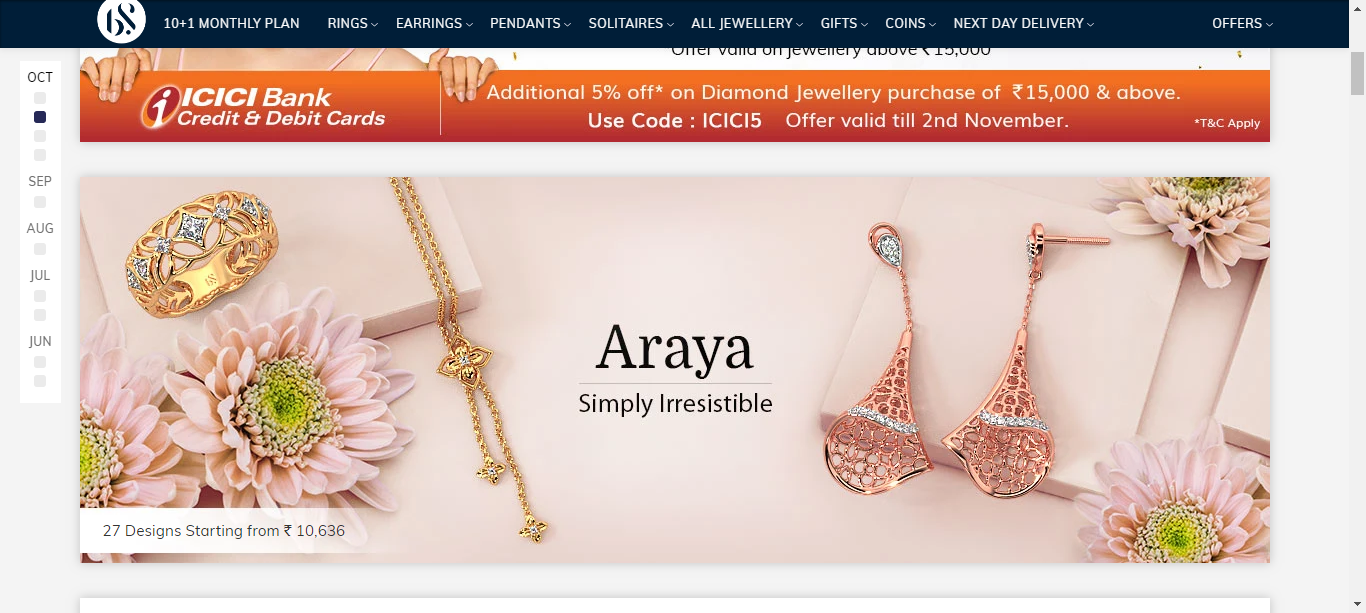 10+1 MONTHLY PLAN RINGS EARRINGS PENDANTS SOLITAIRES ALL JEWELLERY GIFTS COINS NEXT DAY DELIVERY OFFERS
Offer valid on jewellery above ₹ 15,000
ICICI Bank
Credit & Debit Cards
Additional 5% off* on Diamond Jewellery purchase of ₹15,000 & above.
Use Code : ICICI5 Offer valid till 2nd November.
*T&C Apply
OCT
SEP
AUG
JUL
JUN
Araya
Simply Irresistible
27 Designs Starting from ₹ 10,636